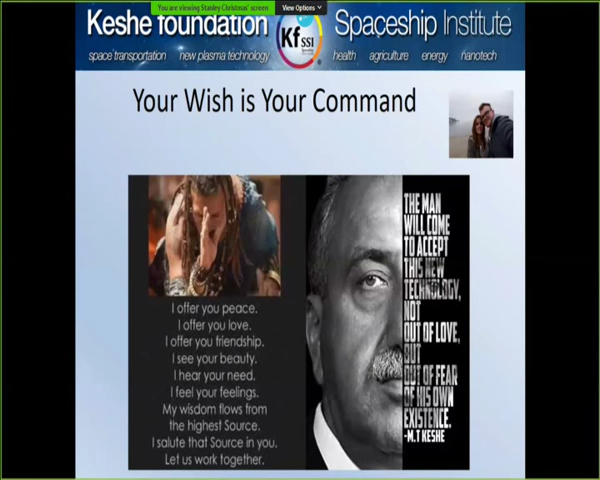 You are viewing Stanley Christmas' screen
View Options
Keshe foundation
Kf
SSI
Spaceship Institute
space transportation new plasma technology
health agriculture energy nanotech
Your Wish is Your Command
I offer you peace.
I offer you love.
I offer you friendship.
I see your beauty.
I hear your need.
I feel your feelings.
My wisdom flows from
the highest Source.
I salute that Source in you.
Let us work together.
THE MAN
WILL COME
TO ACCEPT
THIS NEW
TECHNOLOGY,
NOT
OUT OF LOVE,
BUT
OUT OF FEAR
OF HIS OWN
EXISTENCE.
-M.T KESHE